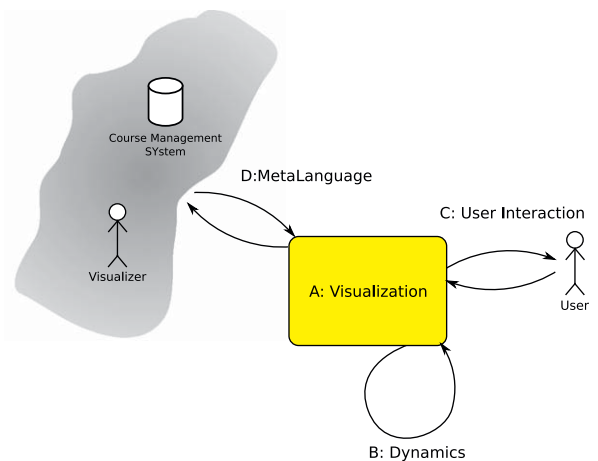 Course Management
SYstem
D:MetaLanguage
C: User Interaction
Visualizer
A: Visualization
User
B: Dynamics